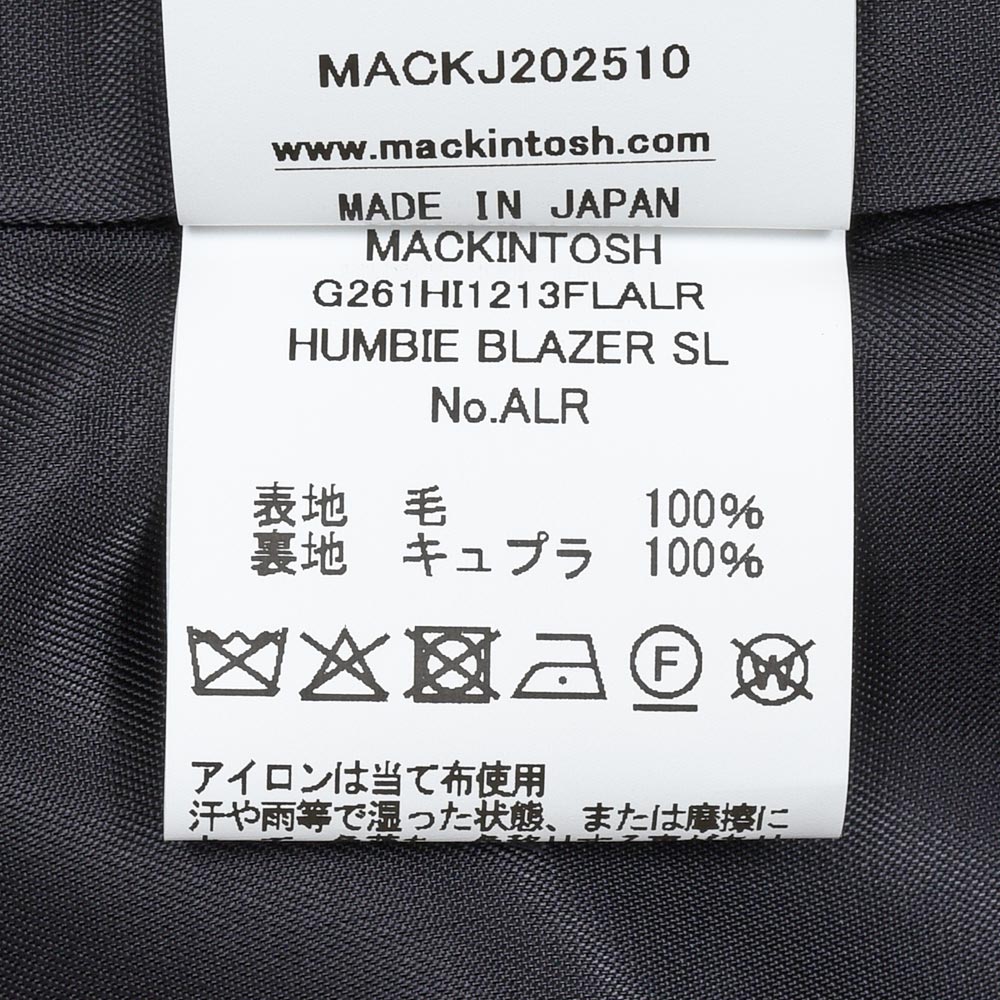 MACKJ202510
www.mackintosh.com
MADE IN JAPAN
MACKINTOSH
G261HI1213FLALR
HUMBIE BLAZER SL
No.ALR
表地 毛 100%
裏地 キュプラ 100%
F W
アイロンは当て布使用
汗や雨等で湿った状態、または摩擦に